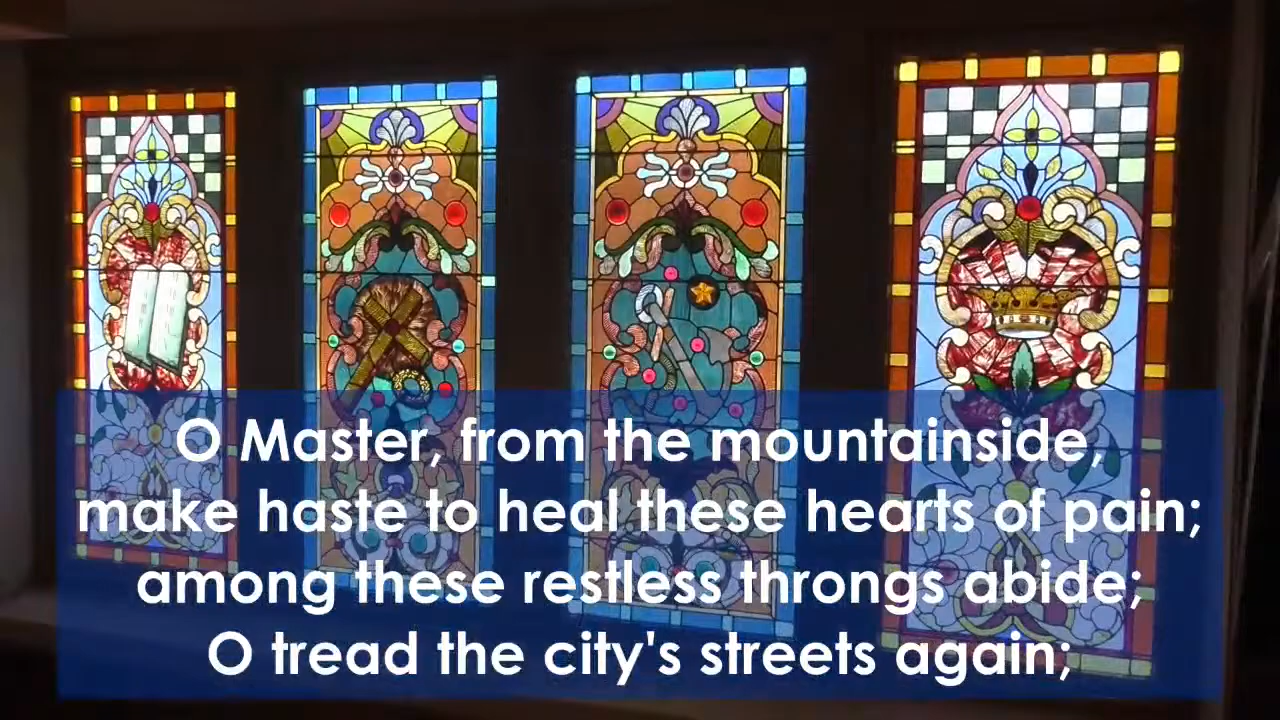 O Master, from the mountainside,
make haste to heal these hearts of pain;
among these restless throngs abide;
O tread the city's streets again;